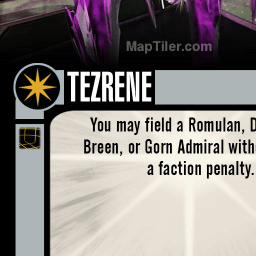 MapTiler.com
TEZRENE
You may field a Romulan, D
Breen, or Gorn Admiral with
a faction penalty.